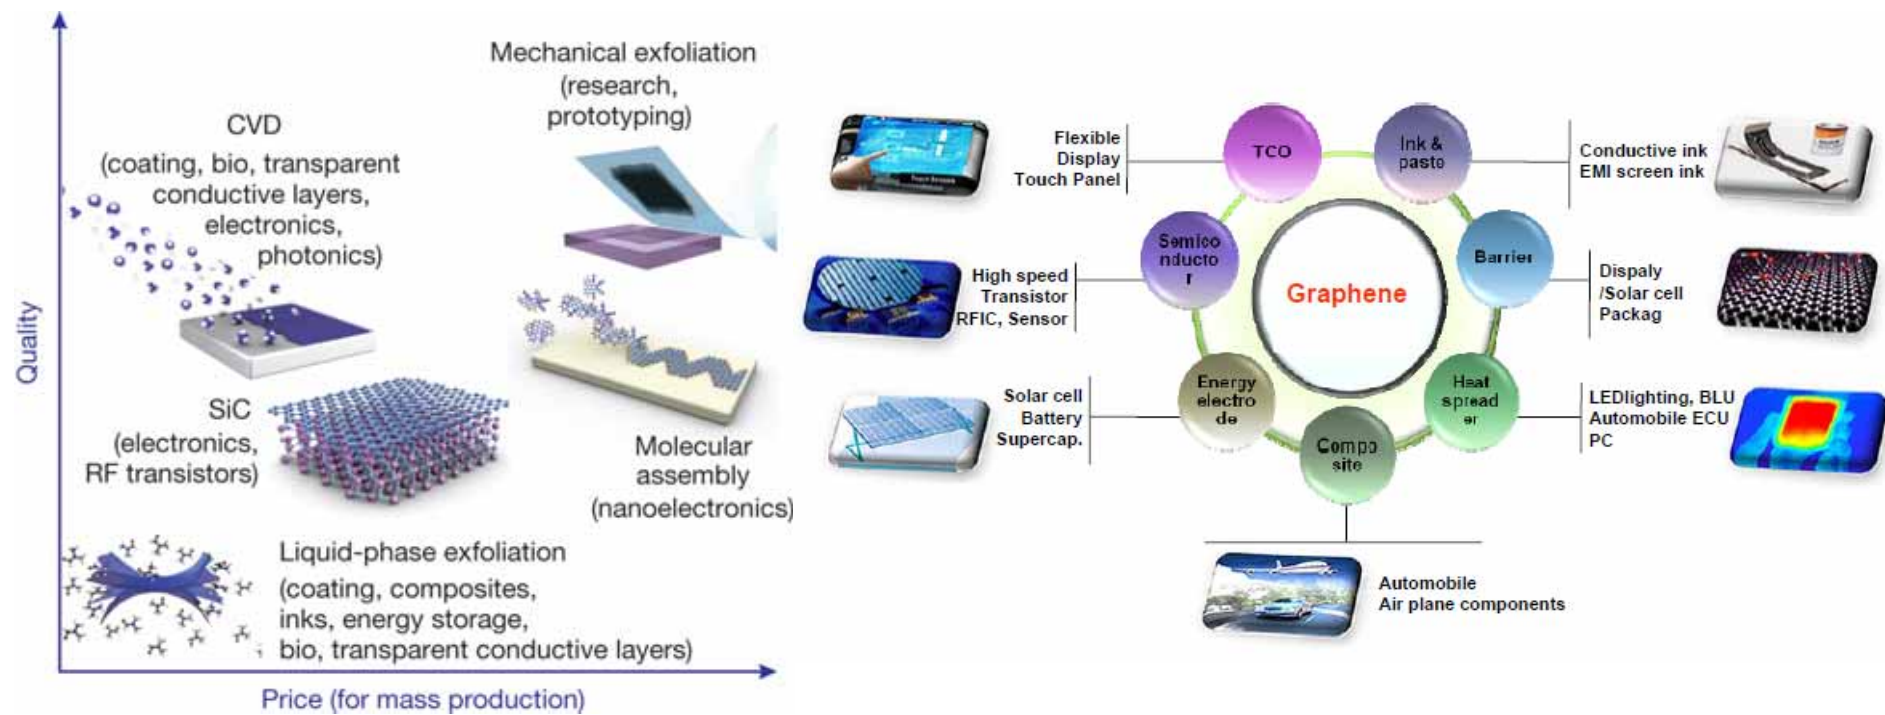 Mechanical exfoliation
(research,
prototyping)
CVD
(coating, bio, transparent
conductive layers,
electronics,
photonics)
SiC
(electronics,
RF transistors)
Molecular
assembly
(nanoelectronics)
Liquid-phase exfoliation
(coating, composites,
inks, energy storage,
bio, transparent conductive layers)
Quality
Price (for mass production)
Graphene
TCO
Flexible
Display
Touch Panel
Ink &
paste
Conductive ink
EMI screen ink
Semico
nducto
r
High speed
Transistor
RFIC, Sensor
Barrier
Dispaly
/Solar cell
Packag
Energy
electro
de
Solar cell
Battery
Supercap.
Heat
spread
er
LEDlighting, BLU
Automobile ECU
PC
Compo
site
Automobile
Air plane components